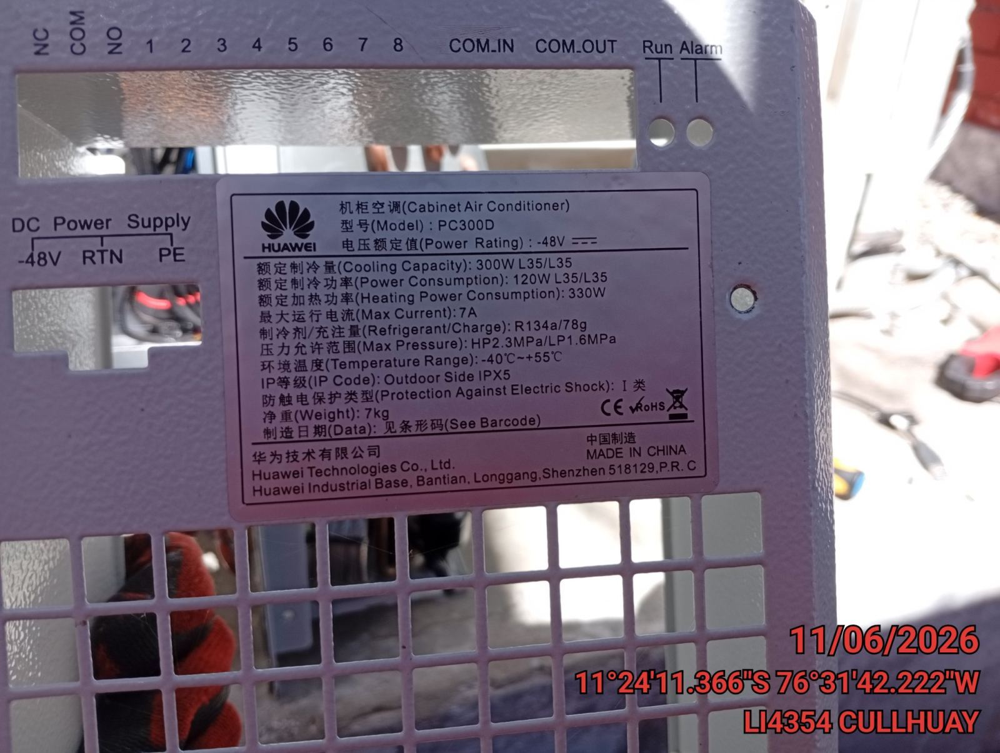 NC COM NO 1 2 3 4 5 6 7 8 COM_IN COM_OUT Run Alarm
DC Power Supply
-48V RTN PE
HUAWEI
机柜空调(Cabinet Air Conditioner)
型号(Model) : PC300D
电压额定值(Power Rating) : -48V ⎓
额定制冷量(Cooling Capacity): 300W L35/L35
额定制冷功率(Power Consumption): 120W L35/L35
额定加热功率(Heating Power Consumption): 330W
最大运行电流(Max Current): 7A
制冷剂/充注量(Refrigerant/Charge): R134a/78g
压力允许范围(Max Pressure): HP2.3MPa/LP1.6MPa
环境温度(Temperature Range): -40℃~+55℃
IP等级(IP Code): Outdoor Side IPX5
防触电保护类型(Protection Against Electric Shock): I 类
净重(Weight): 7kg
CE RoHS
制造日期(Data): 见条形码(See Barcode)
华为技术有限公司
中国制造
MADE IN CHINA
Huawei Technologies Co., Ltd.
Huawei Industrial Base, Bantian, Longgang,Shenzhen 518129,P.R. C
11/06/2026
11°24'11.366"S 76°31'42.222"W
LI4354 CULLHUAY